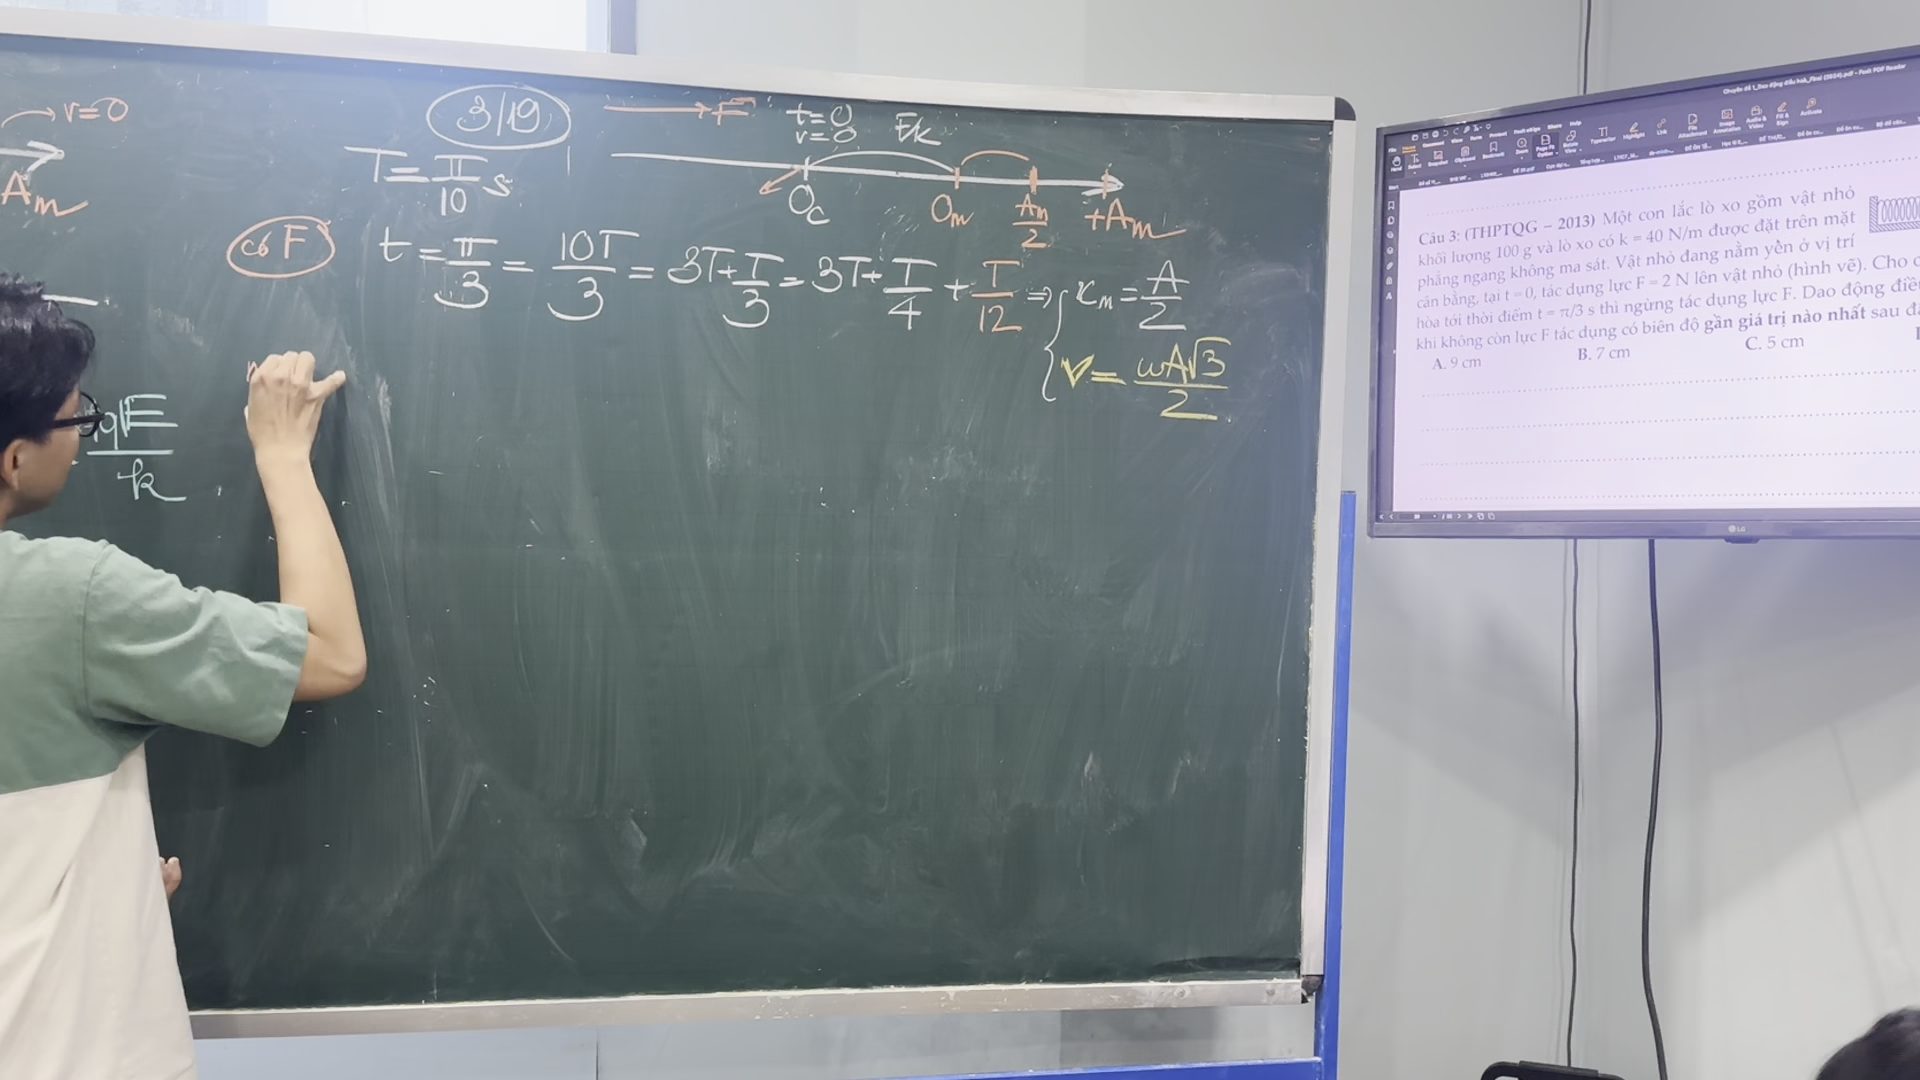 v=0
Am
3/19
F
t=0
v=0
Fk
T = π/10 s
Oc
Om
Am/2
+Am
có F
t = π/3 = 10T/3 = 3T + T/3 = 3T + T/4 + T/12 ⇒ { xm = A/2
v = ωA√3/2
|q|E
k
Câu 3: (THPTQG – 2013) Một con lắc lò xo gồm vật nhỏ
khối lượng 100 g và lò xo có k = 40 N/m được đặt trên mặt
phẳng ngang không ma sát. Vật nhỏ đang nằm yên ở vị trí
cân bằng, tại t = 0, tác dụng lực F = 2 N lên vật nhỏ (hình vẽ). Cho
hòa tới thời điểm t = π/3 s thì ngừng tác dụng lực F. Dao động
khi không còn lực F tác dụng có biên độ gần giá trị nào nhất sau
A. 9 cm
B. 7 cm
C. 5 cm
LG